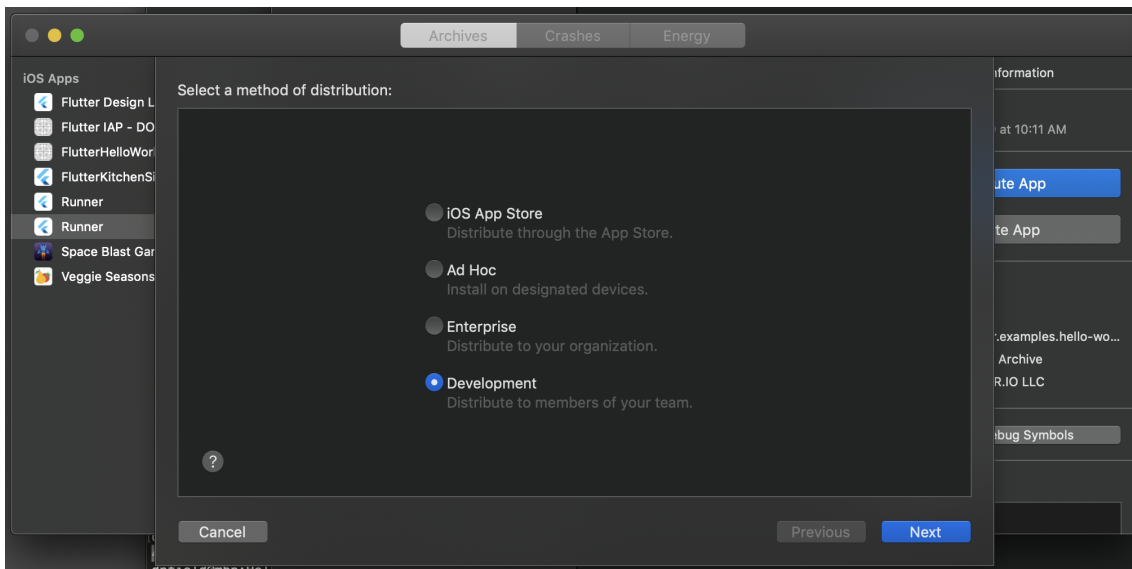 Archives
Crashes
Energy
iOS Apps
Flutter Design L
Flutter IAP - DO
FlutterHelloWor
FlutterKitchenSi
Runner
Runner
Space Blast Gar
Veggie Seasons
Select a method of distribution:
iOS App Store
Distribute through the App Store.
Ad Hoc
Install on designated devices.
Enterprise
Distribute to your organization.
Development
Distribute to members of your team.
?
Cancel
Previous
Next
nformation
at 10:11 AM
ute App
te App
r.examples.hello-wo...
Archive
R.IO LLC
ebug Symbols